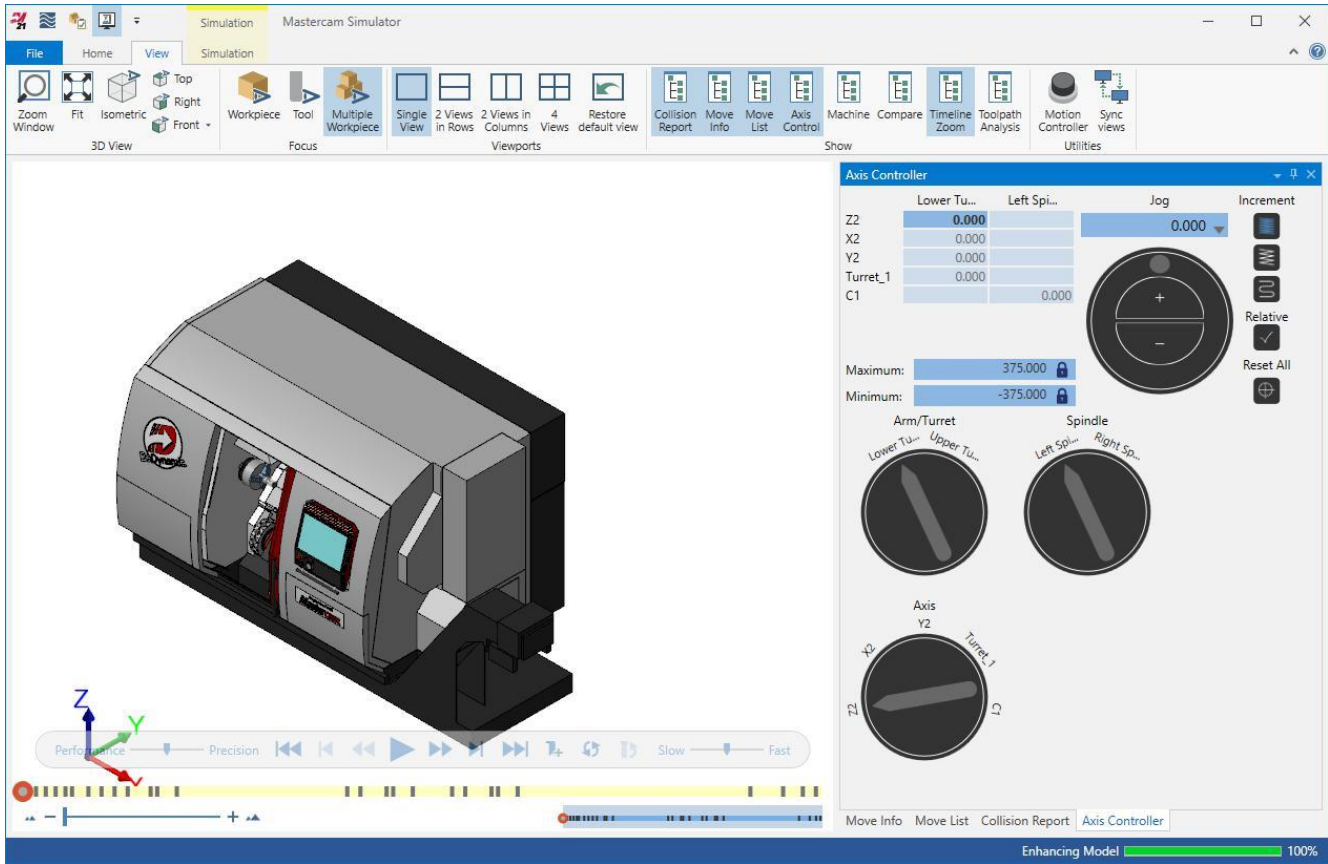 21
Simulation
Mastercam Simulator
File
Home
View
Simulation
Zoom Window
Fit
Isometric
Top
Right
Front
3D View
Workpiece
Tool
Multiple Workpiece
Focus
Single View
2 Views in Rows
2 Views in Columns
4 Views
Restore default view
Viewports
Collision Report
Move Info
Move List
Axis Control
Machine
Compare
Timeline Zoom
Toolpath Analysis
Show
Motion Controller
Sync views
Utilities
Axis Controller
Lower Tu... Left Spi...
Z2 0.000
X2 0.000
Y2 0.000
Turret_1 0.000
C1 0.000
Jog
0.000
+
−
Increment
Relative
Reset All
Maximum: 375.000
Minimum: -375.000
Arm/Turret
Lower Tu... Upper Tu...
Spindle
Left Spi... Right Sp...
Axis
Z2 X2 Y2 Turret_1 C1
Z
Y
Performance
Precision
Slow
Fast
Move Info
Move List
Collision Report
Axis Controller
Enhancing Model 100%